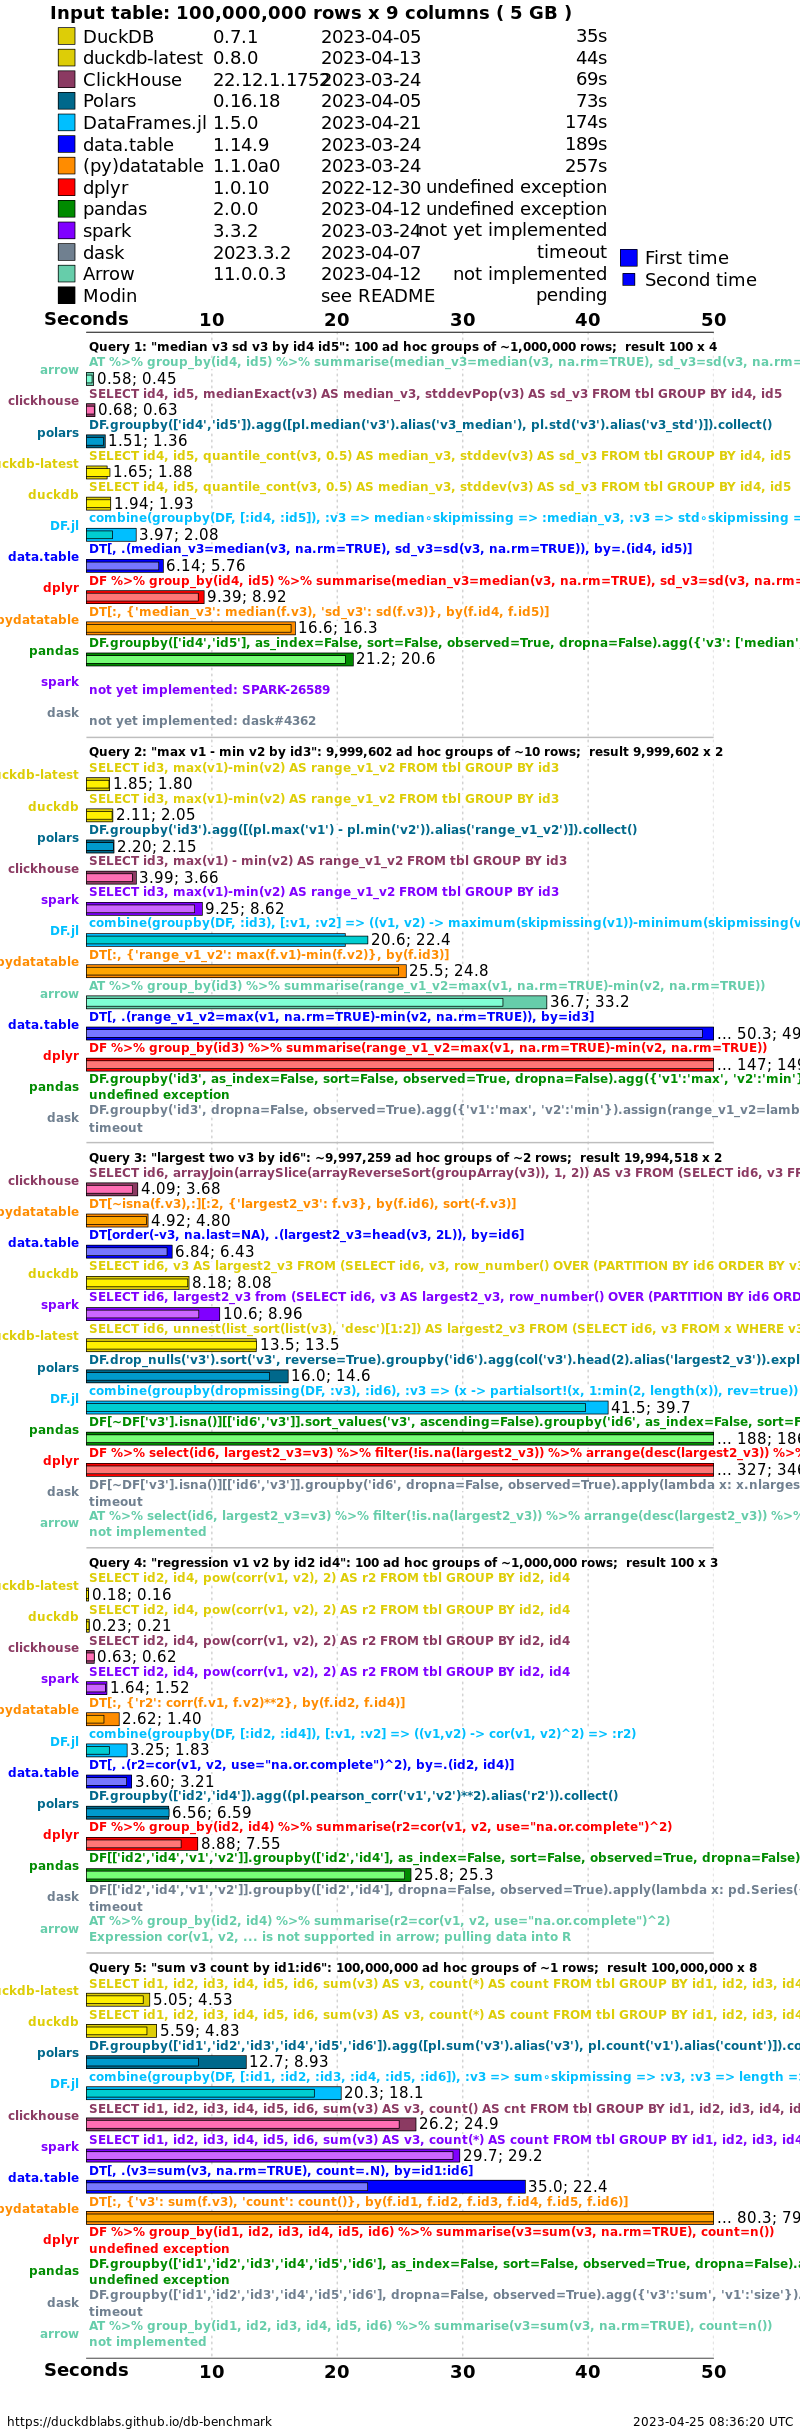 Input table: 100,000,000 rows x 9 columns ( 5 GB )
DuckDB 0.7.1 2023-04-05 35s
duckdb-latest 0.8.0 2023-04-13 44s
ClickHouse 22.12.1.1752 2023-03-24 69s
Polars 0.16.18 2023-04-05 73s
DataFrames.jl 1.5.0 2023-04-21 174s
data.table 1.14.9 2023-03-24 189s
(py)datatable 1.1.0a0 2023-03-24 257s
dplyr 1.0.10 2022-12-30 undefined exception
pandas 2.0.0 2023-04-12 undefined exception
spark 3.3.2 2023-03-24 not yet implemented
dask 2023.3.2 2023-04-07 timeout
First time
Arrow 11.0.0.3 2023-04-12 not implemented
Second time
Modin see README pending
Seconds 10 20 30 40 50
Query 1: "median v3 sd v3 by id4 id5": 100 ad hoc groups of ~1,000,000 rows; result 100 x 4
AT %>% group_by(id4, id5) %>% summarise(median_v3=median(v3, na.rm=TRUE), sd_v3=sd(v3, na.rm=
arrow 0.58; 0.45
SELECT id4, id5, medianExact(v3) AS median_v3, stddevPop(v3) AS sd_v3 FROM tbl GROUP BY id4, id5
clickhouse 0.68; 0.63
DF.groupby(['id4','id5']).agg([pl.median('v3').alias('v3_median'), pl.std('v3').alias('v3_std')]).collect()
polars 1.51; 1.36
SELECT id4, id5, quantile_cont(v3, 0.5) AS median_v3, stddev(v3) AS sd_v3 FROM tbl GROUP BY id4, id5
uckdb-latest 1.65; 1.88
SELECT id4, id5, quantile_cont(v3, 0.5) AS median_v3, stddev(v3) AS sd_v3 FROM tbl GROUP BY id4, id5
duckdb 1.94; 1.93
combine(groupby(DF, [:id4, :id5]), :v3 => median∘skipmissing => :median_v3, :v3 => std∘skipmissing =
DF.jl 3.97; 2.08
DT[, .(median_v3=median(v3, na.rm=TRUE), sd_v3=sd(v3, na.rm=TRUE)), by=.(id4, id5)]
data.table 6.14; 5.76
DF %>% group_by(id4, id5) %>% summarise(median_v3=median(v3, na.rm=TRUE), sd_v3=sd(v3, na.rm=
dplyr 9.39; 8.92
DT[:, {'median_v3': median(f.v3), 'sd_v3': sd(f.v3)}, by(f.id4, f.id5)]
pydatatable 16.6; 16.3
DF.groupby(['id4','id5'], as_index=False, sort=False, observed=True, dropna=False).agg({'v3': ['median',
pandas 21.2; 20.6
spark not yet implemented: SPARK-26589
dask not yet implemented: dask#4362
Query 2: "max v1 - min v2 by id3": 9,999,602 ad hoc groups of ~10 rows; result 9,999,602 x 2
SELECT id3, max(v1)-min(v2) AS range_v1_v2 FROM tbl GROUP BY id3
uckdb-latest 1.85; 1.80
SELECT id3, max(v1)-min(v2) AS range_v1_v2 FROM tbl GROUP BY id3
duckdb 2.11; 2.05
DF.groupby('id3').agg([(pl.max('v1') - pl.min('v2')).alias('range_v1_v2')]).collect()
polars 2.20; 2.15
SELECT id3, max(v1) - min(v2) AS range_v1_v2 FROM tbl GROUP BY id3
clickhouse 3.99; 3.66
SELECT id3, max(v1)-min(v2) AS range_v1_v2 FROM tbl GROUP BY id3
spark 9.25; 8.62
combine(groupby(DF, :id3), [:v1, :v2] => ((v1, v2) -> maximum(skipmissing(v1))-minimum(skipmissing(v
DF.jl 20.6; 22.4
DT[:, {'range_v1_v2': max(f.v1)-min(f.v2)}, by(f.id3)]
pydatatable 25.5; 24.8
AT %>% group_by(id3) %>% summarise(range_v1_v2=max(v1, na.rm=TRUE)-min(v2, na.rm=TRUE))
arrow 36.7; 33.2
DT[, .(range_v1_v2=max(v1, na.rm=TRUE)-min(v2, na.rm=TRUE)), by=id3]
data.table ... 50.3; 49
DF %>% group_by(id3) %>% summarise(range_v1_v2=max(v1, na.rm=TRUE)-min(v2, na.rm=TRUE))
dplyr ... 147; 149
DF.groupby('id3', as_index=False, sort=False, observed=True, dropna=False).agg({'v1':'max', 'v2':'min'}
pandas undefined exception
DF.groupby('id3', dropna=False, observed=True).agg({'v1':'max', 'v2':'min'}).assign(range_v1_v2=lamb
dask timeout
Query 3: "largest two v3 by id6": ~9,997,259 ad hoc groups of ~2 rows; result 19,994,518 x 2
SELECT id6, arrayJoin(arraySlice(arrayReverseSort(groupArray(v3)), 1, 2)) AS v3 FROM (SELECT id6, v3 FR
clickhouse 4.09; 3.68
DT[~isna(f.v3),:][:2, {'largest2_v3': f.v3}, by(f.id6), sort(-f.v3)]
pydatatable 4.92; 4.80
DT[order(-v3, na.last=NA), .(largest2_v3=head(v3, 2L)), by=id6]
data.table 6.84; 6.43
SELECT id6, v3 AS largest2_v3 FROM (SELECT id6, v3, row_number() OVER (PARTITION BY id6 ORDER BY v3
duckdb 8.18; 8.08
SELECT id6, largest2_v3 from (SELECT id6, v3 AS largest2_v3, row_number() OVER (PARTITION BY id6 ORD
spark 10.6; 8.96
SELECT id6, unnest(list_sort(list(v3), 'desc')[1:2]) AS largest2_v3 FROM (SELECT id6, v3 FROM x WHERE v3
uckdb-latest 13.5; 13.5
DF.drop_nulls('v3').sort('v3', reverse=True).groupby('id6').agg(col('v3').head(2).alias('largest2_v3')).expl
polars 16.0; 14.6
combine(groupby(dropmissing(DF, :v3), :id6), :v3 => (x -> partialsort!(x, 1:min(2, length(x)), rev=true))
DF.jl 41.5; 39.7
DF[~DF['v3'].isna()][['id6','v3']].sort_values('v3', ascending=False).groupby('id6', as_index=False, sort=F
pandas ... 188; 186
DF %>% select(id6, largest2_v3=v3) %>% filter(!is.na(largest2_v3)) %>% arrange(desc(largest2_v3)) %>%
dplyr ... 327; 346
DF[~DF['v3'].isna()][['id6','v3']].groupby('id6', dropna=False, observed=True).apply(lambda x: x.nlarges
dask timeout
AT %>% select(id6, largest2_v3=v3) %>% filter(!is.na(largest2_v3)) %>% arrange(desc(largest2_v3)) %>%
arrow not implemented
Query 4: "regression v1 v2 by id2 id4": 100 ad hoc groups of ~1,000,000 rows; result 100 x 3
SELECT id2, id4, pow(corr(v1, v2), 2) AS r2 FROM tbl GROUP BY id2, id4
uckdb-latest 0.18; 0.16
SELECT id2, id4, pow(corr(v1, v2), 2) AS r2 FROM tbl GROUP BY id2, id4
duckdb 0.23; 0.21
SELECT id2, id4, pow(corr(v1, v2), 2) AS r2 FROM tbl GROUP BY id2, id4
clickhouse 0.63; 0.62
SELECT id2, id4, pow(corr(v1, v2), 2) AS r2 FROM tbl GROUP BY id2, id4
spark 1.64; 1.52
DT[:, {'r2': corr(f.v1, f.v2)**2}, by(f.id2, f.id4)]
pydatatable 2.62; 1.40
combine(groupby(DF, [:id2, :id4]), [:v1, :v2] => ((v1,v2) -> cor(v1, v2)^2) => :r2)
DF.jl 3.25; 1.83
DT[, .(r2=cor(v1, v2, use="na.or.complete")^2), by=.(id2, id4)]
data.table 3.60; 3.21
DF.groupby(['id2','id4']).agg((pl.pearson_corr('v1','v2')**2).alias('r2')).collect()
polars 6.56; 6.59
DF %>% group_by(id2, id4) %>% summarise(r2=cor(v1, v2, use="na.or.complete")^2)
dplyr 8.88; 7.55
DF[['id2','id4','v1','v2']].groupby(['id2','id4'], as_index=False, sort=False, observed=True, dropna=False)
pandas 25.8; 25.3
DF[['id2','id4','v1','v2']].groupby(['id2','id4'], dropna=False, observed=True).apply(lambda x: pd.Series(
dask timeout
AT %>% group_by(id2, id4) %>% summarise(r2=cor(v1, v2, use="na.or.complete")^2)
arrow Expression cor(v1, v2, ... is not supported in arrow; pulling data into R
Query 5: "sum v3 count by id1:id6": 100,000,000 ad hoc groups of ~1 rows; result 100,000,000 x 8
SELECT id1, id2, id3, id4, id5, id6, sum(v3) AS v3, count(*) AS count FROM tbl GROUP BY id1, id2, id3, id4
uckdb-latest 5.05; 4.53
SELECT id1, id2, id3, id4, id5, id6, sum(v3) AS v3, count(*) AS count FROM tbl GROUP BY id1, id2, id3, id4
duckdb 5.59; 4.83
DF.groupby(['id1','id2','id3','id4','id5','id6']).agg([pl.sum('v3').alias('v3'), pl.count('v1').alias('count')]).co
polars 12.7; 8.93
combine(groupby(DF, [:id1, :id2, :id3, :id4, :id5, :id6]), :v3 => sum∘skipmissing => :v3, :v3 => length =
DF.jl 20.3; 18.1
SELECT id1, id2, id3, id4, id5, id6, sum(v3) AS v3, count() AS cnt FROM tbl GROUP BY id1, id2, id3, id4, id
clickhouse 26.2; 24.9
SELECT id1, id2, id3, id4, id5, id6, sum(v3) AS v3, count(*) AS count FROM tbl GROUP BY id1, id2, id3, id4
spark 29.7; 29.2
DT[, .(v3=sum(v3, na.rm=TRUE), count=.N), by=id1:id6]
data.table 35.0; 22.4
DT[:, {'v3': sum(f.v3), 'count': count()}, by(f.id1, f.id2, f.id3, f.id4, f.id5, f.id6)]
pydatatable ... 80.3; 79
DF %>% group_by(id1, id2, id3, id4, id5, id6) %>% summarise(v3=sum(v3, na.rm=TRUE), count=n())
dplyr undefined exception
DF.groupby(['id1','id2','id3','id4','id5','id6'], as_index=False, sort=False, observed=True, dropna=False).
pandas undefined exception
DF.groupby(['id1','id2','id3','id4','id5','id6'], dropna=False, observed=True).agg({'v3':'sum', 'v1':'size'}).
dask timeout
AT %>% group_by(id1, id2, id3, id4, id5, id6) %>% summarise(v3=sum(v3, na.rm=TRUE), count=n())
arrow not implemented
Seconds 10 20 30 40 50
https://duckdblabs.github.io/db-benchmark 2023-04-25 08:36:20 UTC